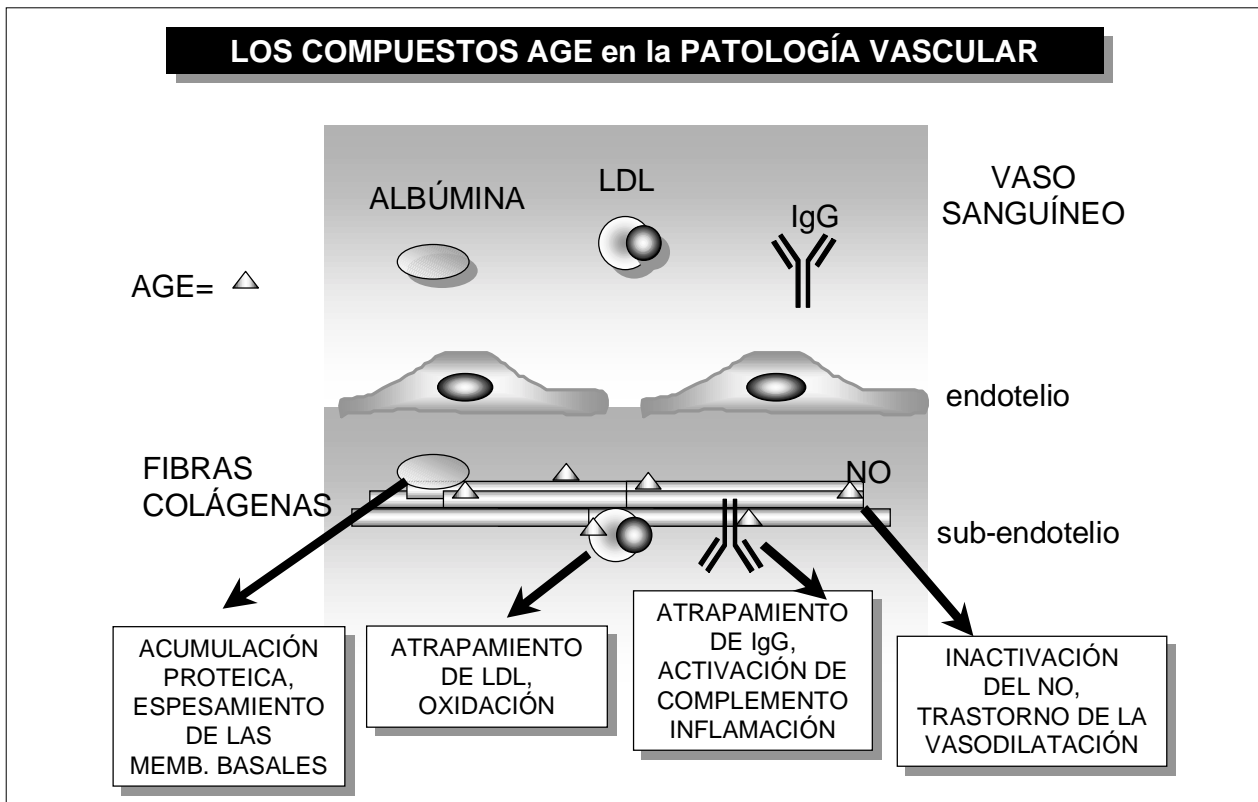 LOS COMPUESTOS AGE en la PATOLOGÍA VASCULAR
ALBÚMINA
LDL
IgG
VASO
SANGUÍNEO
AGE=
endotelio
FIBRAS
COLÁGENAS
NO
sub-endotelio
ACUMULACIÓN
PROTEICA,
ESPESAMIENTO
DE LAS
MEMB. BASALES
ATRAPAMIENTO
DE LDL,
OXIDACIÓN
ATRAPAMIENTO
DE IgG,
ACTIVACIÓN DE
COMPLEMENTO
INFLAMACIÓN
INACTIVACIÓN
DEL NO,
TRASTORNO DE LA
VASODILATACIÓN